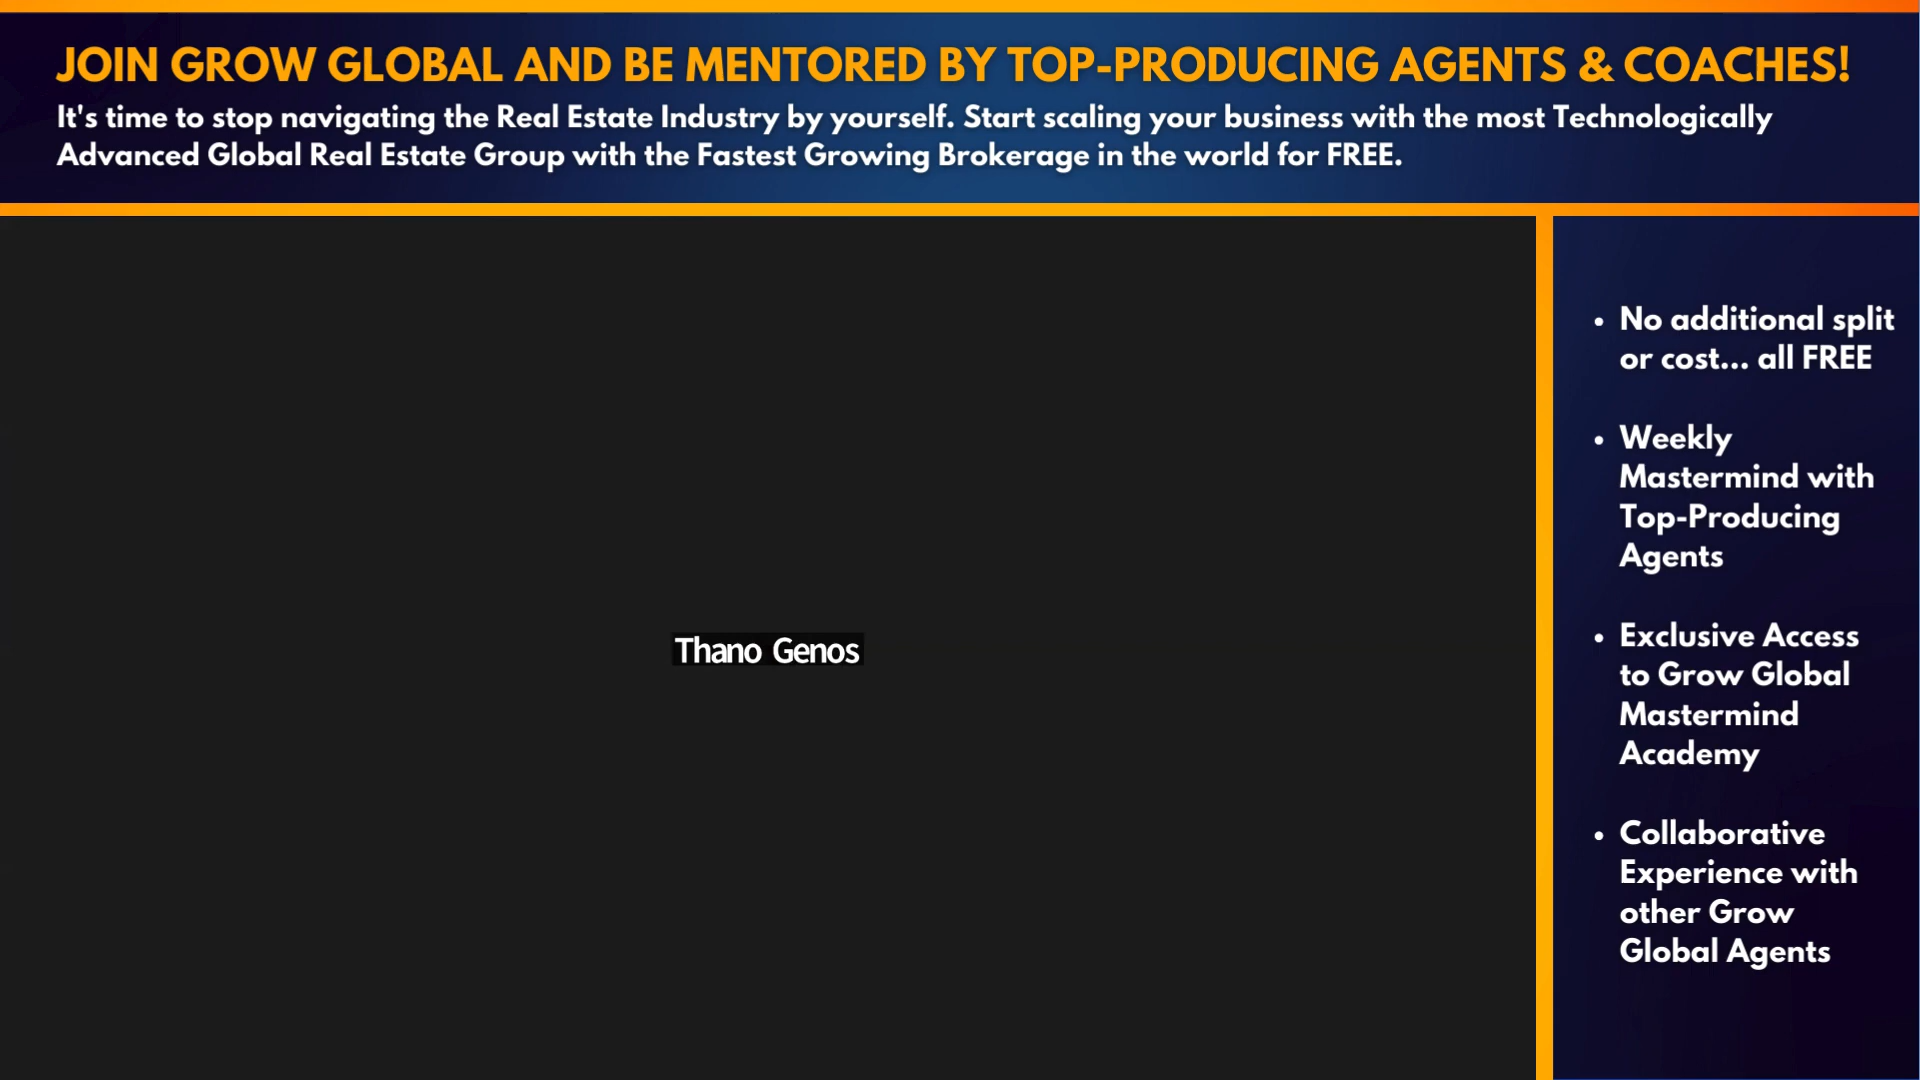 JOIN GROW GLOBAL AND BE MENTORED BY TOP-PRODUCING AGENTS & COACHES!
It's time to stop navigating the Real Estate Industry by yourself. Start scaling your business with the most Technologically
Advanced Global Real Estate Group with the Fastest Growing Brokerage in the world for FREE.
Thano Genos
• No additional split
or cost... all FREE
• Weekly
Mastermind with
Top-Producing
Agents
• Exclusive Access
to Grow Global
Mastermind
Academy
• Collaborative
Experience with
other Grow
Global Agents